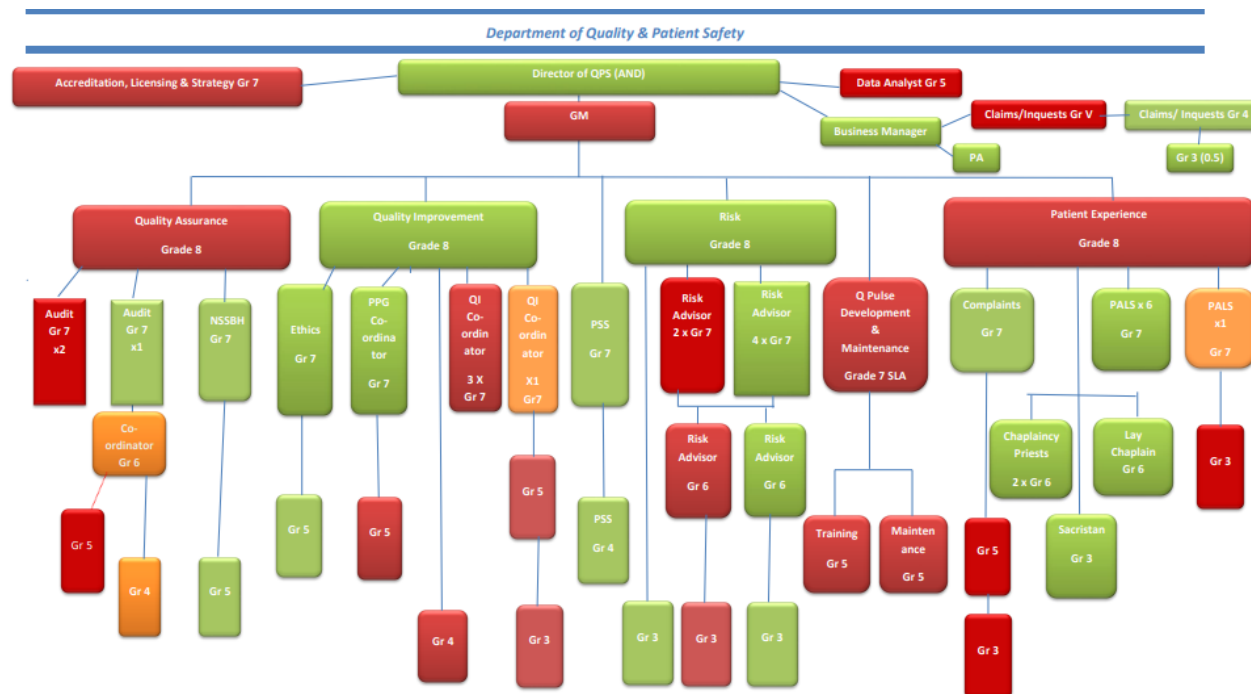 Department of Quality & Patient Safety
Accreditation, Licensing & Strategy Gr 7
Director of QPS (AND)
Data Analyst Gr 5
GM
Business Manager
Claims/Inquests Gr V
Claims/ Inquests Gr 4
PA
Gr 3 (0.5)
Quality Assurance
Grade 8
Quality Improvement
Grade 8
Risk
Grade 8
Patient Experience
Grade 8
Audit
Gr 7
x2
Audit
Gr 7
x1
NSSBH
Gr 7
Ethics
Gr 7
PPG
Co-
ordina
tor
Gr 7
QI
Co-
ordin
ator
3 X
Gr 7
QI
Co-
ordin
ator
X1
Gr7
PSS
Gr 7
Risk
Advisor
2 x Gr 7
Risk
Advisor
4 x Gr 7
Q Pulse
Development
&
Maintenance
Grade 7 SLA
Complaints
Gr 7
PALS x 6
Gr 7
PALS
x1
Gr 7
Co-
ordinator
Gr 6
Risk
Advisor
Gr 6
Risk
Advisor
Gr 6
Chaplaincy
Priests
2 x Gr 6
Lay
Chaplain
Gr 6
Gr 3
Gr 5
Gr 4
Gr 5
Gr 5
Gr 5
Gr 5
PSS
Gr 4
Training
Gr 5
Mainten
ance
Gr 5
Gr 5
Sacristan
Gr 3
Gr 4
Gr 3
Gr 3
Gr 3
Gr 3
Gr 3